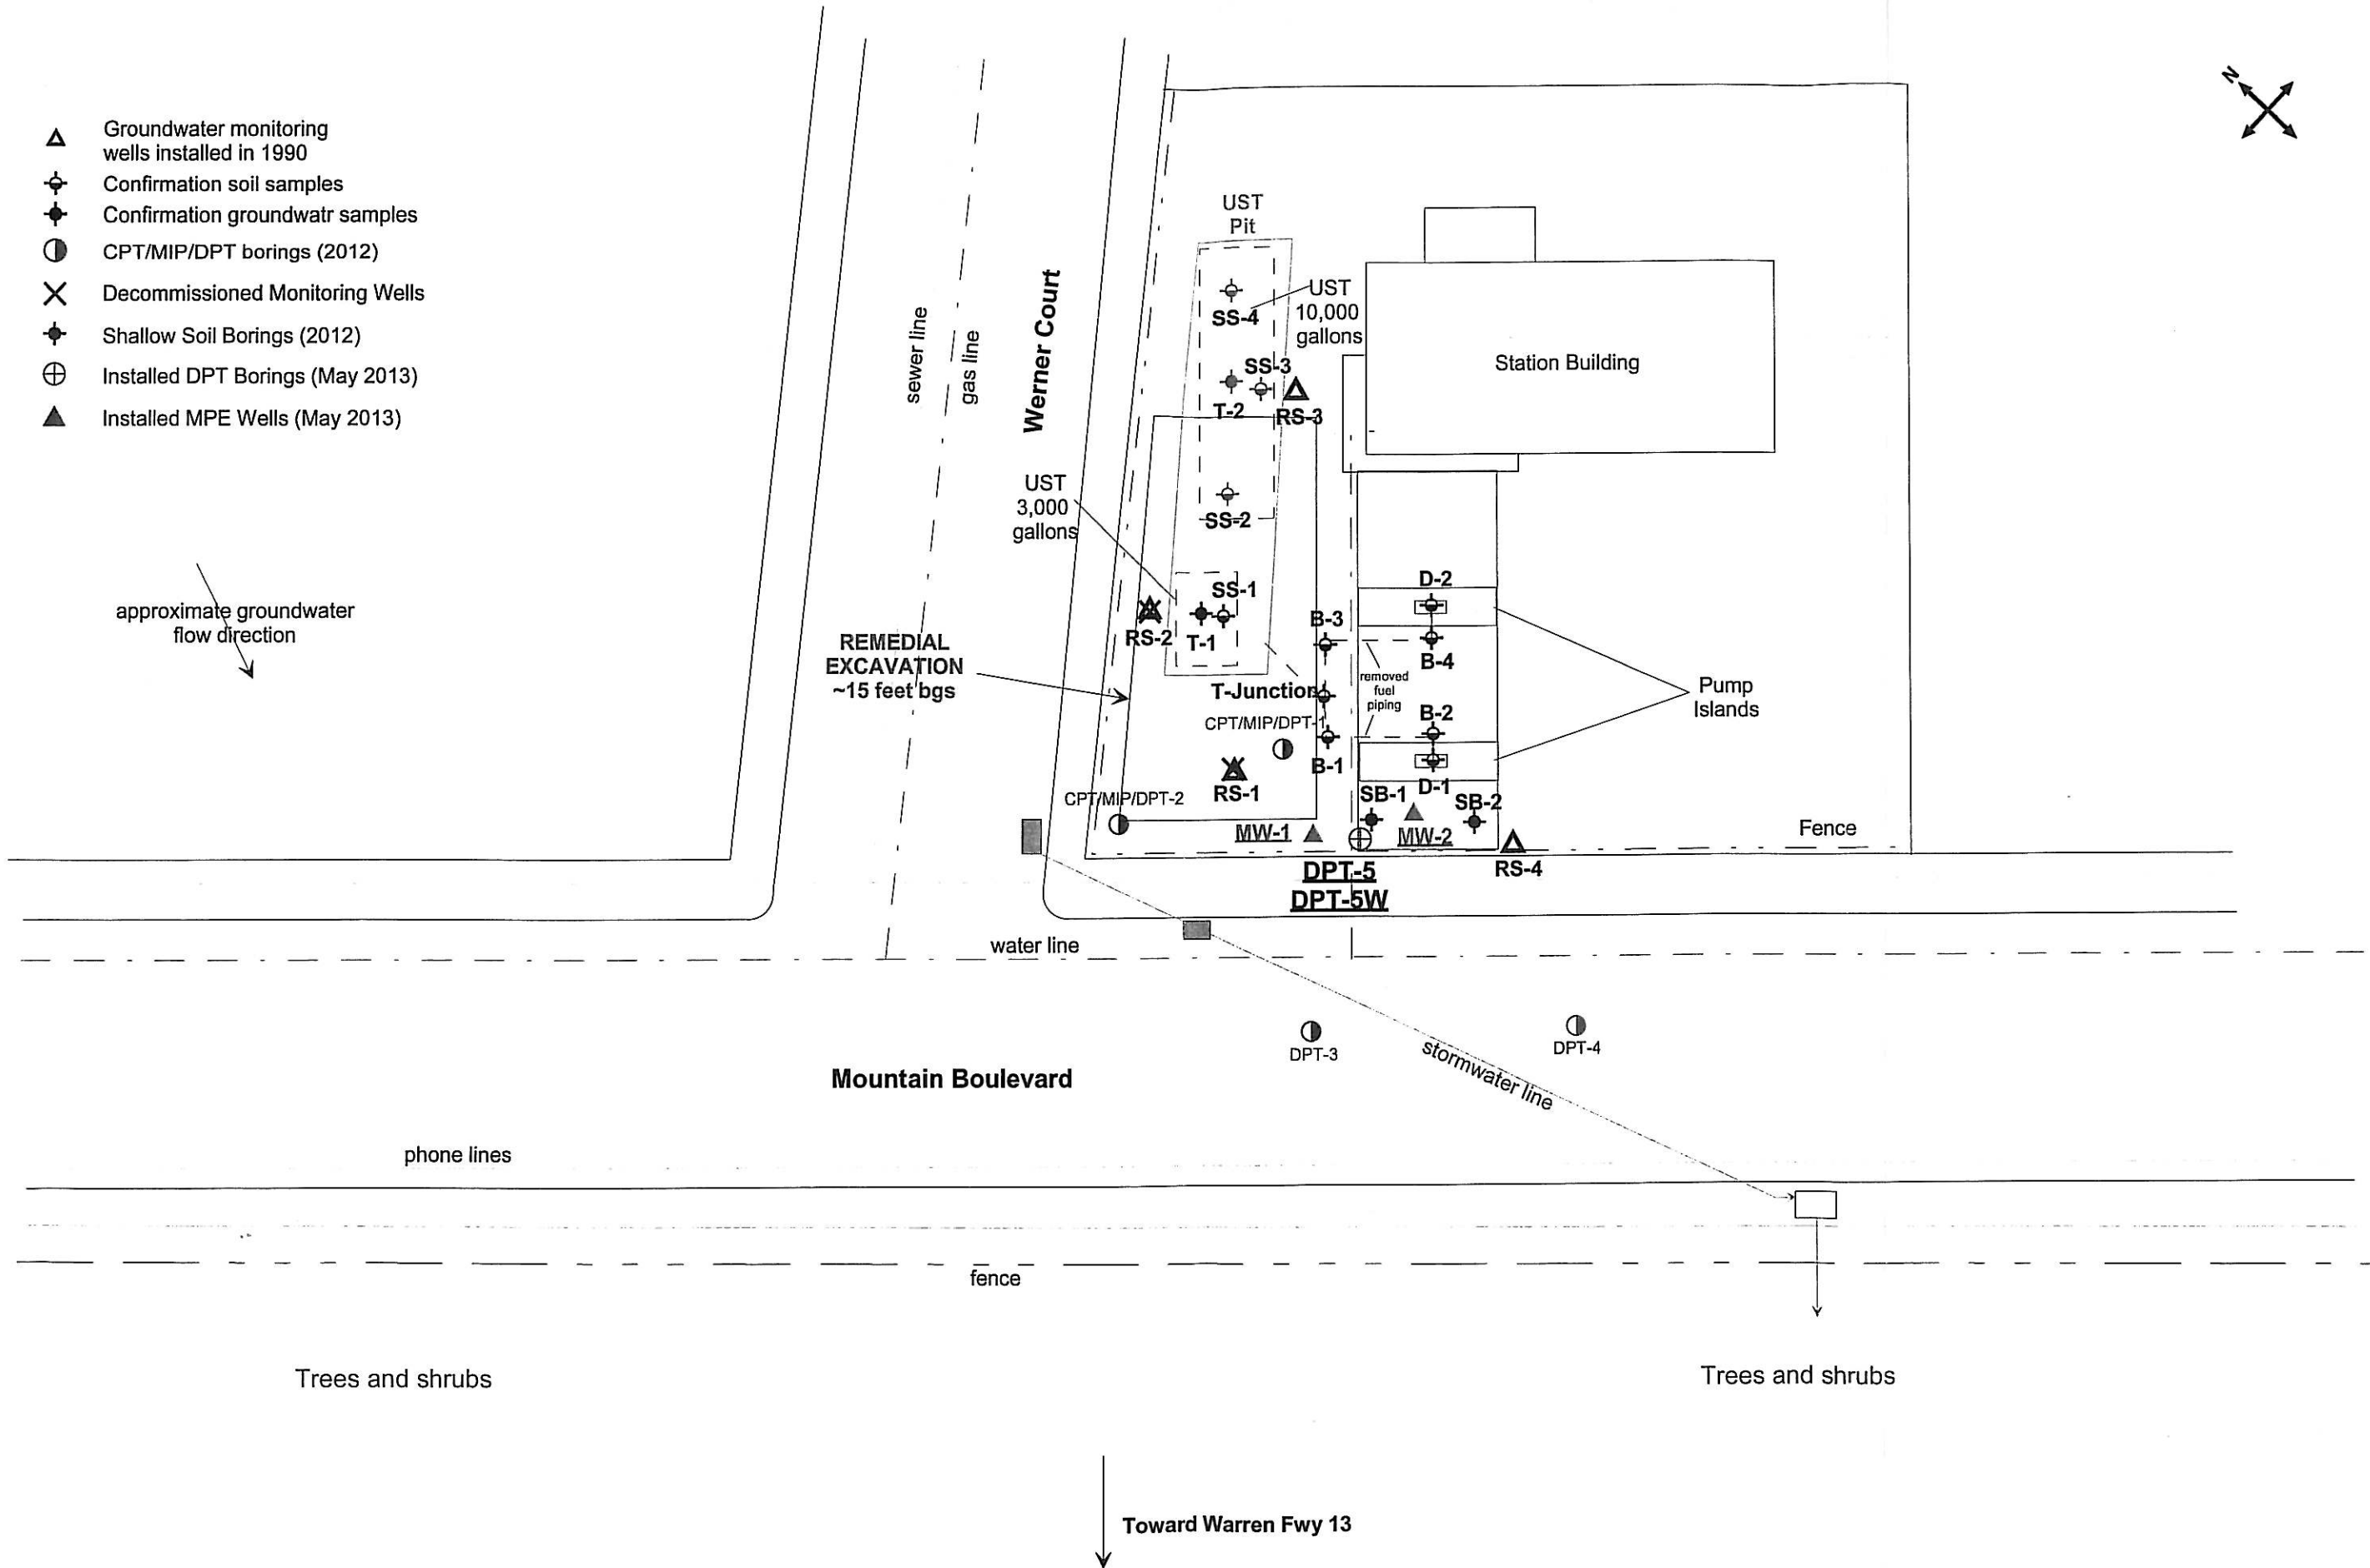 N
Groundwater monitoring
wells installed in 1990
Confirmation soil samples
Confirmation groundwatr samples
CPT/MIP/DPT borings (2012)
Decommissioned Monitoring Wells
Shallow Soil Borings (2012)
Installed DPT Borings (May 2013)
Installed MPE Wells (May 2013)
approximate groundwater
flow direction
sewer line
gas line
Werner Court
UST
Pit
SS-4
UST
10,000
gallons
Station Building
SS-3
T-2
RS-3
UST
3,000
gallons
SS-2
SS-1
T-1
RS-2
REMEDIAL
EXCAVATION
~15 feet bgs
B-3
D-2
B-4
T-Junction
removed
fuel
piping
Pump
Islands
CPT/MIP/DPT-1
B-2
B-1
RS-1
D-1
CPT/MIP/DPT-2
SB-1
SB-2
MW-1
MW-2
Fence
DPT-5
DPT-5W
RS-4
water line
DPT-3
DPT-4
stormwater line
Mountain Boulevard
phone lines
fence
Trees and shrubs
Trees and shrubs
Toward Warren Fwy 13